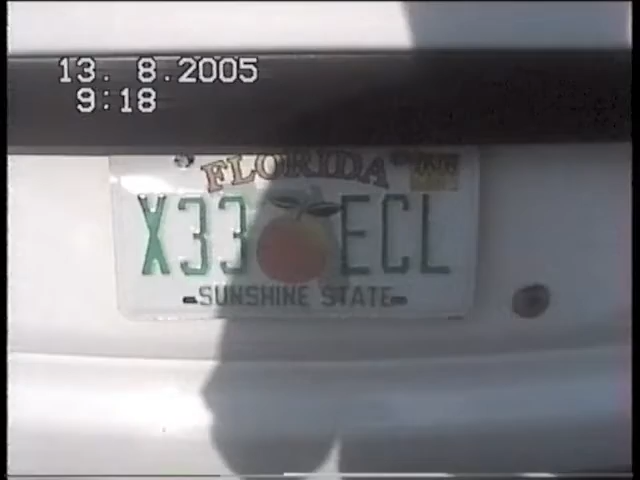 13. 8.2005
9:18
FLORIDA
X33 ECL
SUNSHINE STATE